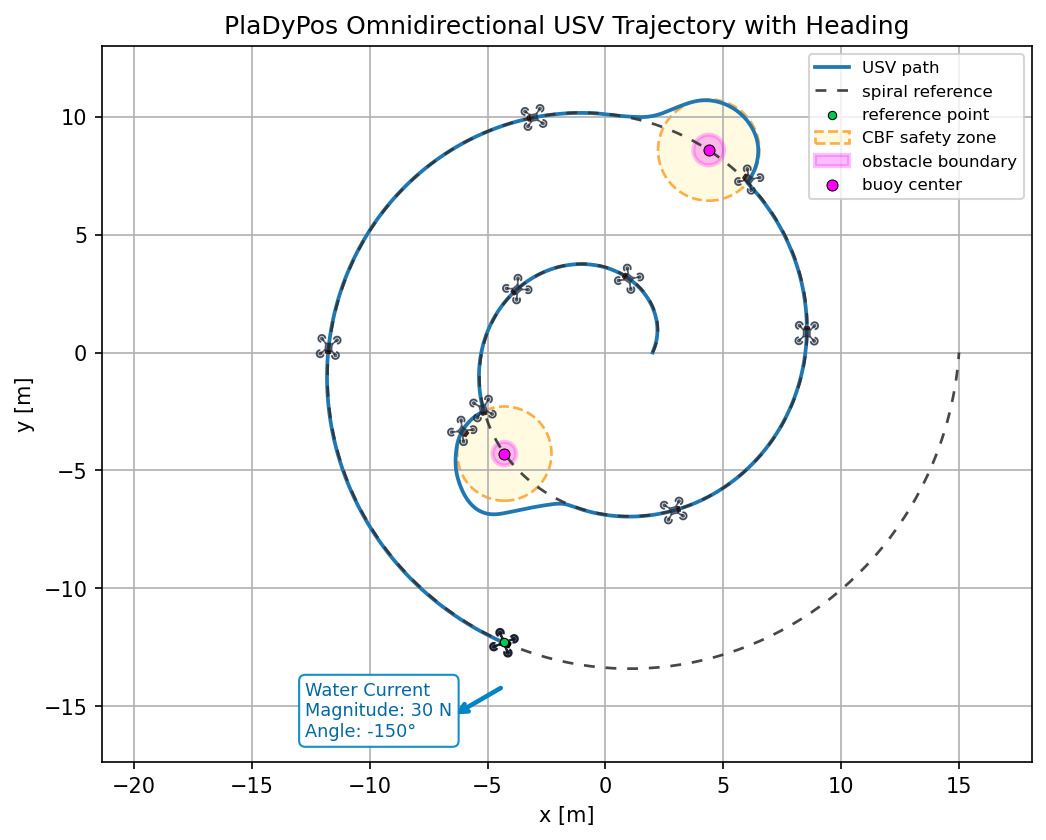 PlaDyPos Omnidirectional USV Trajectory with Heading
USV path
spiral reference
reference point
CBF safety zone
obstacle boundary
buoy center
10
5
0
−5
−10
−15
y [m]
Water Current
Magnitude: 30 N
Angle: -150°
−20
−15
−10
−5
0
5
10
15
x [m]